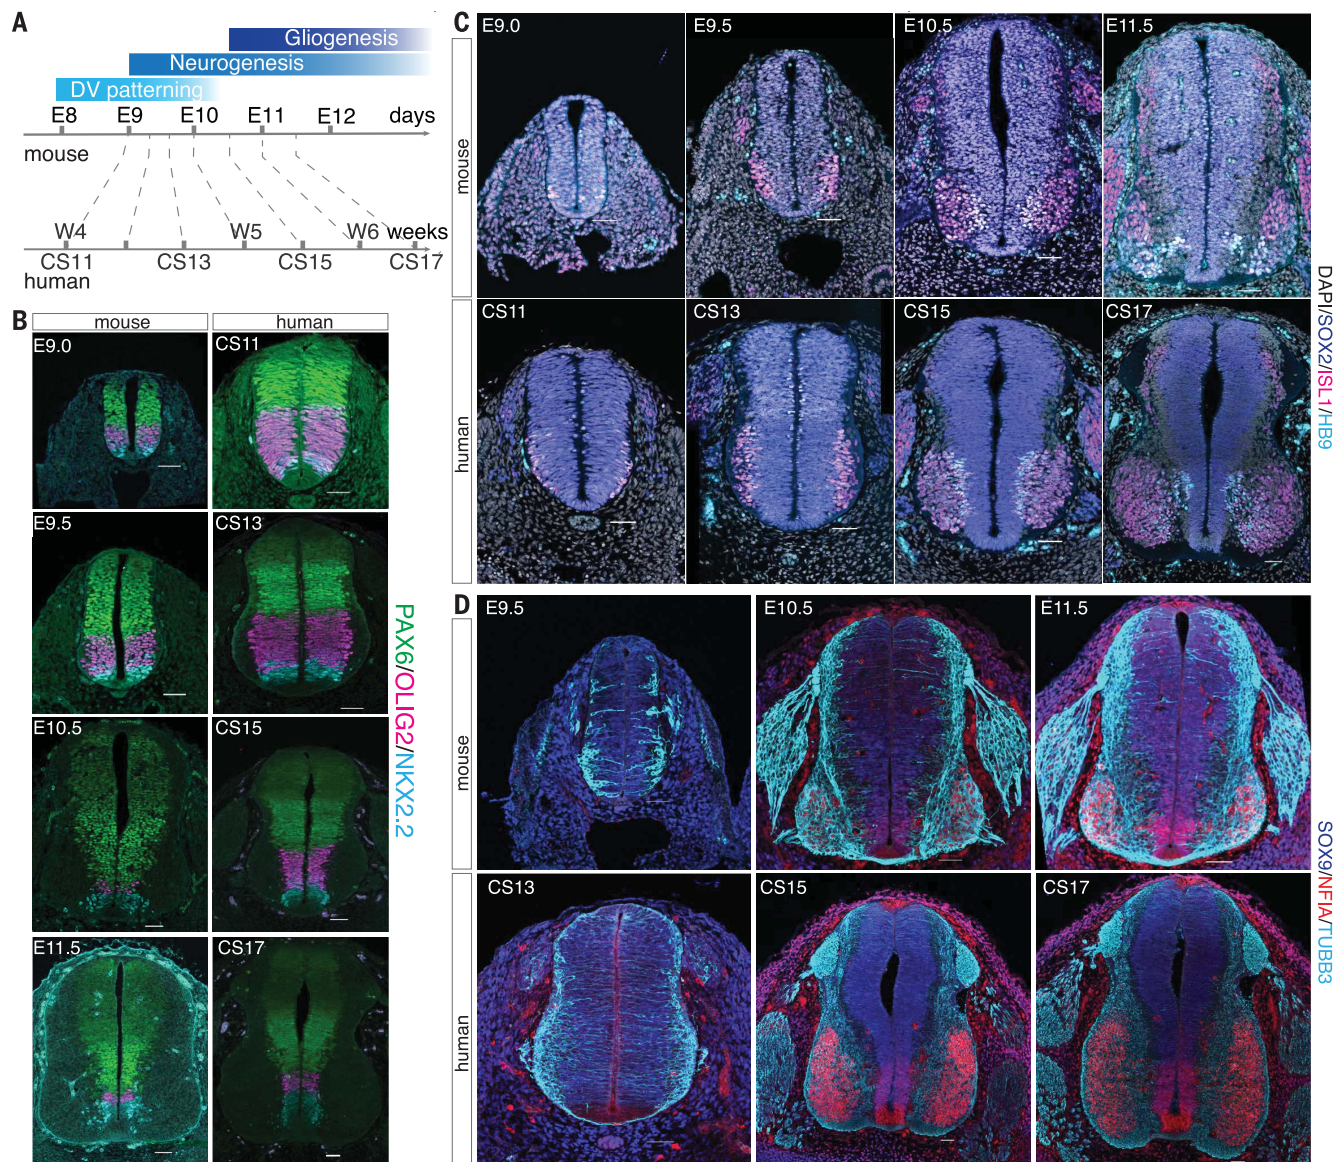 A
Gliogenesis
Neurogenesis
DV patterning
E8 E9 E10 E11 E12 days
mouse
W4 W5 W6 weeks
CS11 CS13 CS15 CS17
human
B
mouse human
E9.0 CS11
E9.5 CS13
E10.5 CS15
E11.5 CS17
PAX6/OLIG2/NKX2.2
C
mouse
E9.0 E9.5 E10.5 E11.5
human
CS11 CS13 CS15 CS17
DAPI/SOX2/ISL1/HB9
D
mouse
E9.5 E10.5 E11.5
human
CS13 CS15 CS17
SOX9/NFIA/TUBB3